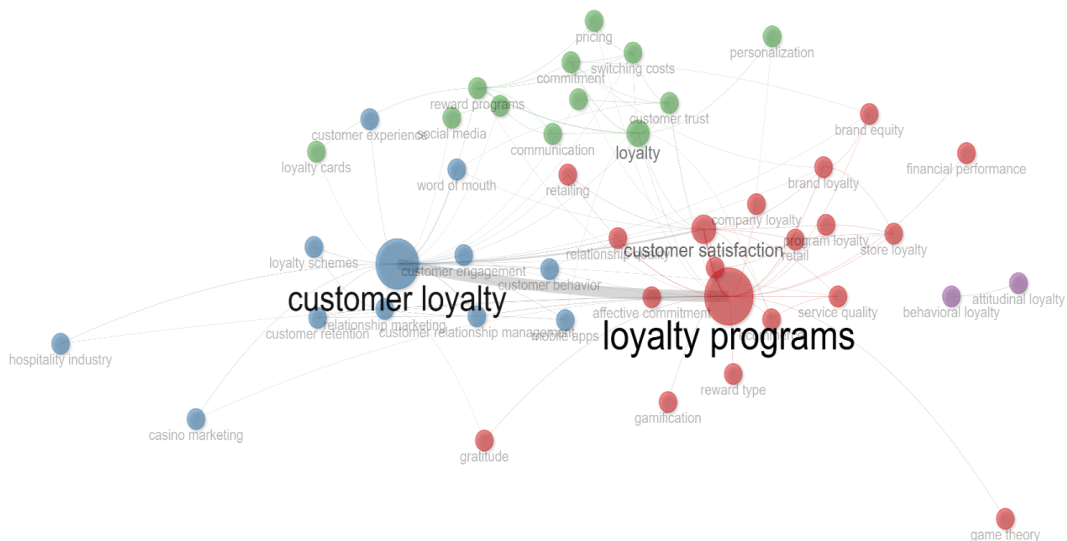 pricing
personalization
switching costs
commitment
reward programs
customer trust
social media
customer experience
brand equity
communication
loyalty
loyalty cards
financial performance
word of mouth
retailing
brand loyalty
company loyalty
program loyalty
customer satisfaction
relationship quality
retail
store loyalty
loyalty schemes
customer engagement
customer behavior
customer loyalty
attitudinal loyalty
behavioral loyalty
affective commitment
service quality
relationship marketing
customer retention
customer relationship management
mobile apps
loyalty programs
hospitality industry
reward type
gamification
casino marketing
gratitude
game theory